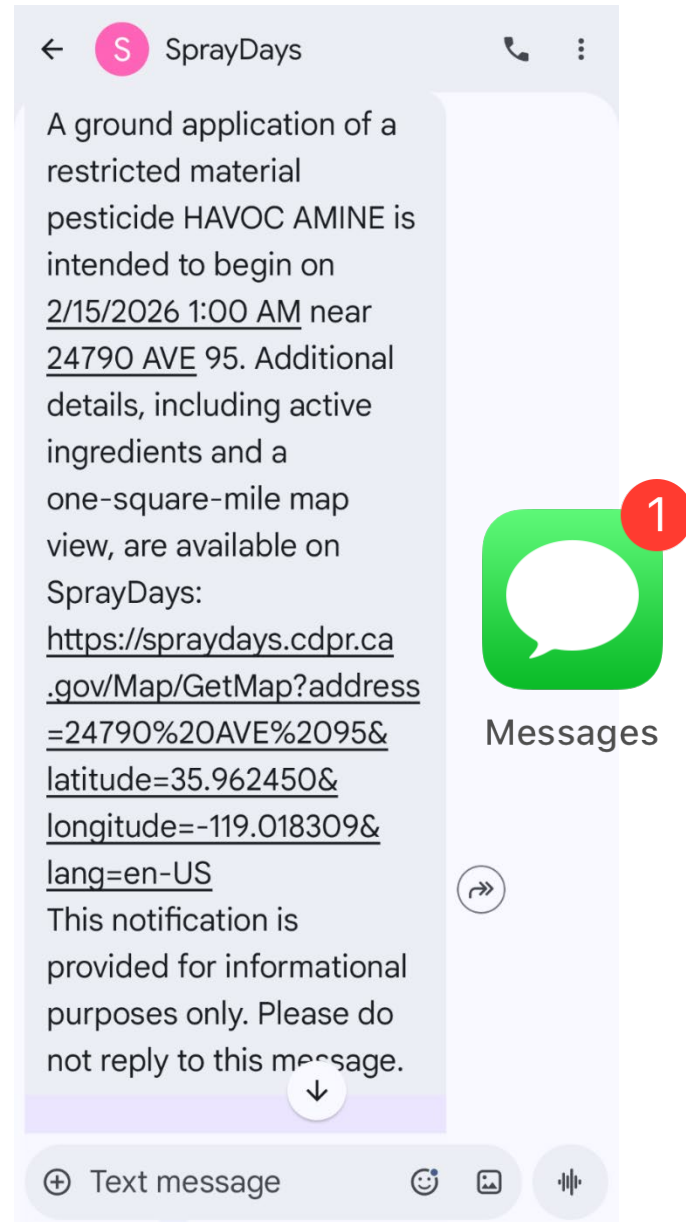 S SprayDays
A ground application of a
restricted material
pesticide HAVOC AMINE is
intended to begin on
2/15/2026 1:00 AM near
24790 AVE 95. Additional
details, including active
ingredients and a
one-square-mile map
view, are available on
SprayDays:
https://spraydays.cdpr.ca
.gov/Map/GetMap?address
=24790%20AVE%2095&
latitude=35.962450&
longitude=-119.018309&
lang=en-US
This notification is
provided for informational
purposes only. Please do
not reply to this message.
1
Messages
Text message